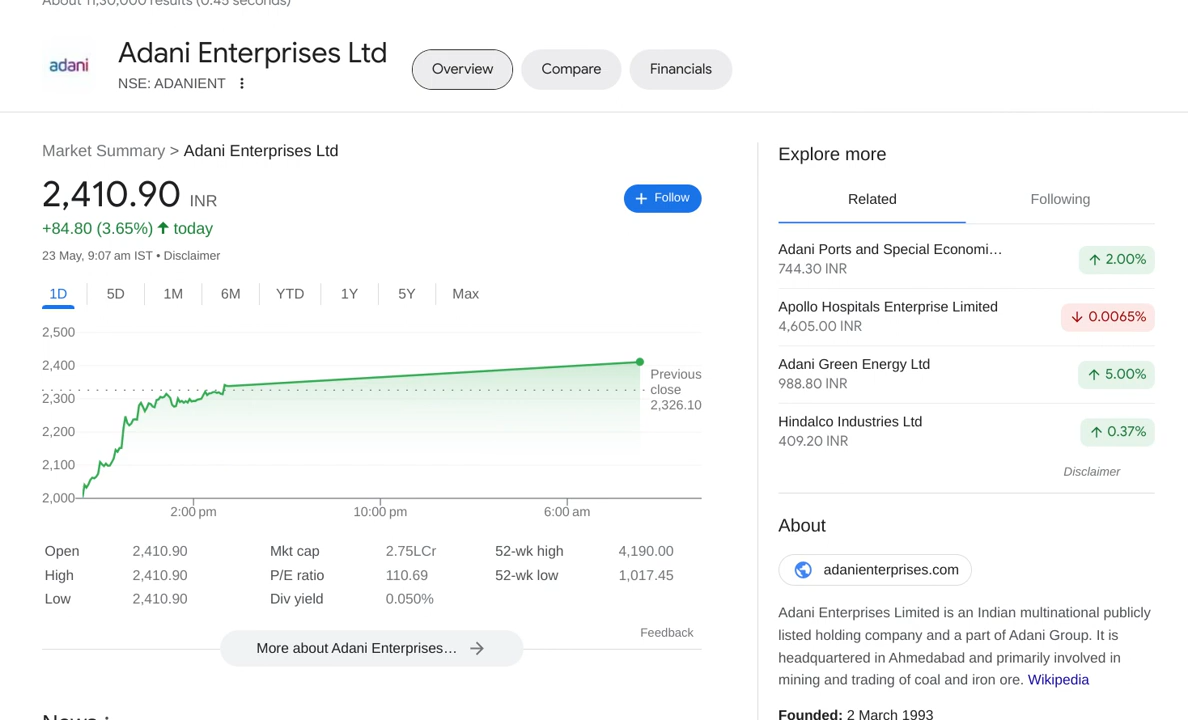 About 11,30,000 results (0.45 seconds)
adani
Adani Enterprises Ltd
NSE: ADANIENT
Overview
Compare
Financials
Market Summary > Adani Enterprises Ltd
2,410.90 INR
+84.80 (3.65%) today
23 May, 9:07 am IST • Disclaimer
+ Follow
1D 5D 1M 6M YTD 1Y 5Y Max
2,500
2,400
2,300
2,200
2,100
2,000
Previous
close
2,326.10
2:00 pm 10:00 pm 6:00 am
Open 2,410.90 Mkt cap 2.75LCr 52-wk high 4,190.00
High 2,410.90 P/E ratio 110.69 52-wk low 1,017.45
Low 2,410.90 Div yield 0.050%
Feedback
More about Adani Enterprises…
News
Explore more
Related Following
Adani Ports and Special Economi…
744.30 INR
2.00%
Apollo Hospitals Enterprise Limited
4,605.00 INR
0.0065%
Adani Green Energy Ltd
988.80 INR
5.00%
Hindalco Industries Ltd
409.20 INR
0.37%
Disclaimer
About
adanienterprises.com
Adani Enterprises Limited is an Indian multinational publicly
listed holding company and a part of Adani Group. It is
headquartered in Ahmedabad and primarily involved in
mining and trading of coal and iron ore. Wikipedia
Founded: 2 March 1993